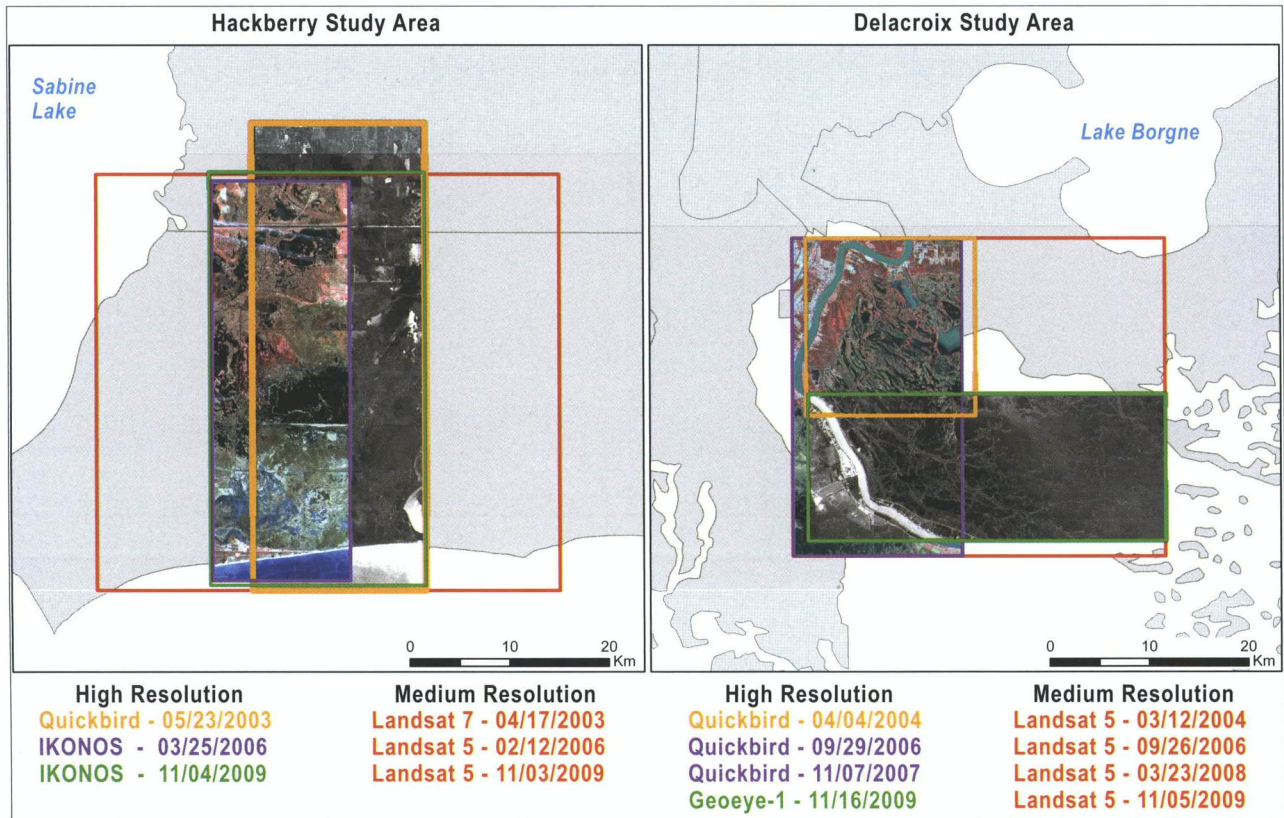 Hackberry Study Area
Sabine
Lake
0 10 20
Km
High Resolution
Quickbird - 05/23/2003
IKONOS - 03/25/2006
IKONOS - 11/04/2009
Medium Resolution
Landsat 7 - 04/17/2003
Landsat 5 - 02/12/2006
Landsat 5 - 11/03/2009
Delacroix Study Area
Lake Borgne
0 10 20
Km
High Resolution
Quickbird - 04/04/2004
Quickbird - 09/29/2006
Quickbird - 11/07/2007
Geoeye-1 - 11/16/2009
Medium Resolution
Landsat 5 - 03/12/2004
Landsat 5 - 09/26/2006
Landsat 5 - 03/23/2008
Landsat 5 - 11/05/2009